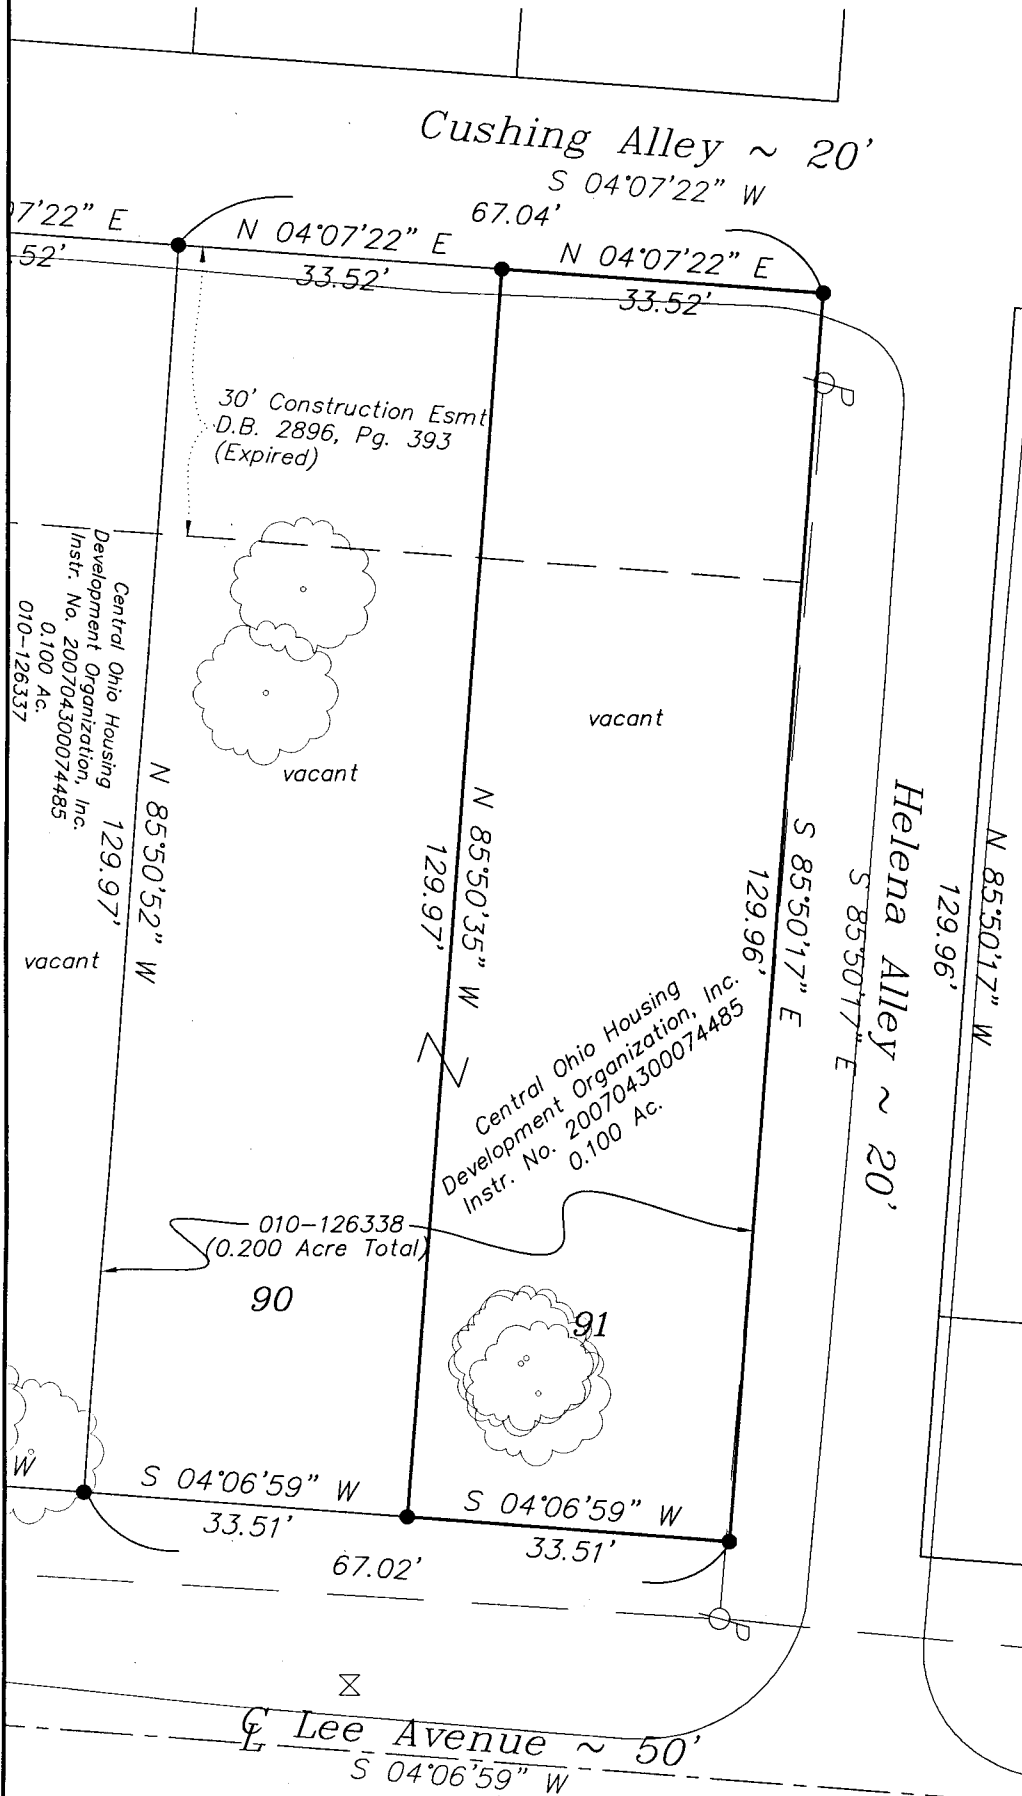 Cushing Alley ~ 20'
S 04°07'22" W
67.04'
07'22" E
.52'
N 04°07'22" E
33.52'
N 04°07'22" E
33.52'
P
30' Construction Esmt
D.B. 2896, Pg. 393
(Expired)
Central Ohio Housing
Development Organization, Inc.
Instr. No. 200704300074485
0.100 Ac.
010-126337
vacant
vacant
vacant
N 85°50'52" W
129.97'
N 85°50'35" W
129.97'
S 85°50'17" E
129.96'
S 85°50'17" E
Helena Alley ~ 20'
N 85°50'17" W
129.96'
Central Ohio Housing
Development Organization, Inc.
Instr. No. 200704300074485
0.100 Ac.
010-126338
(0.200 Acre Total)
90
91
W
S 04°06'59" W
33.51'
S 04°06'59" W
33.51'
67.02'
P
℄ Lee Avenue ~ 50'
S 04°06'59" W